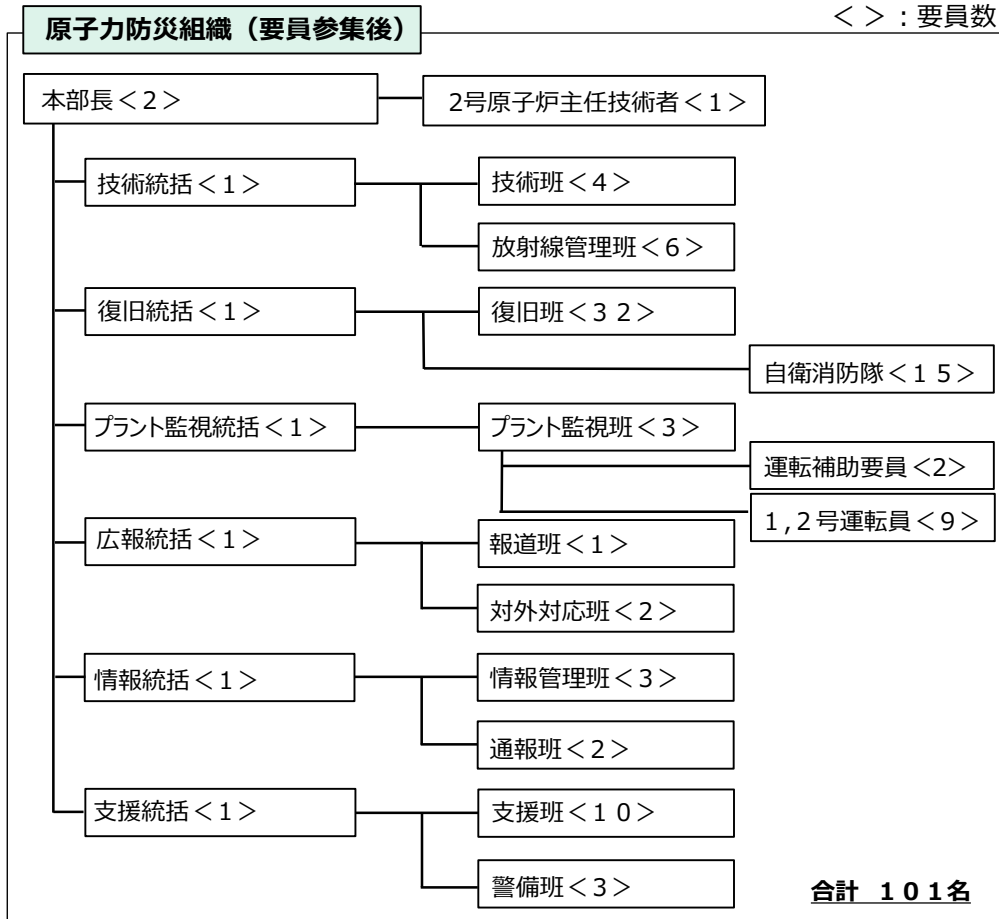 < >：要員数
原子力防災組織（要員参集後）
本部長＜２＞
2号原子炉主任技術者＜１＞
技術統括＜１＞
技術班＜４＞
放射線管理班＜６＞
復旧統括＜１＞
復旧班＜３２＞
自衛消防隊＜１５＞
プラント監視統括＜１＞
プラント監視班＜３＞
運転補助要員＜2＞
1,2号運転員＜９＞
広報統括＜１＞
報道班＜１＞
対外対応班＜２＞
情報統括＜１＞
情報管理班＜３＞
通報班＜２＞
支援統括＜１＞
支援班＜１０＞
警備班＜３＞
合計 １０１名